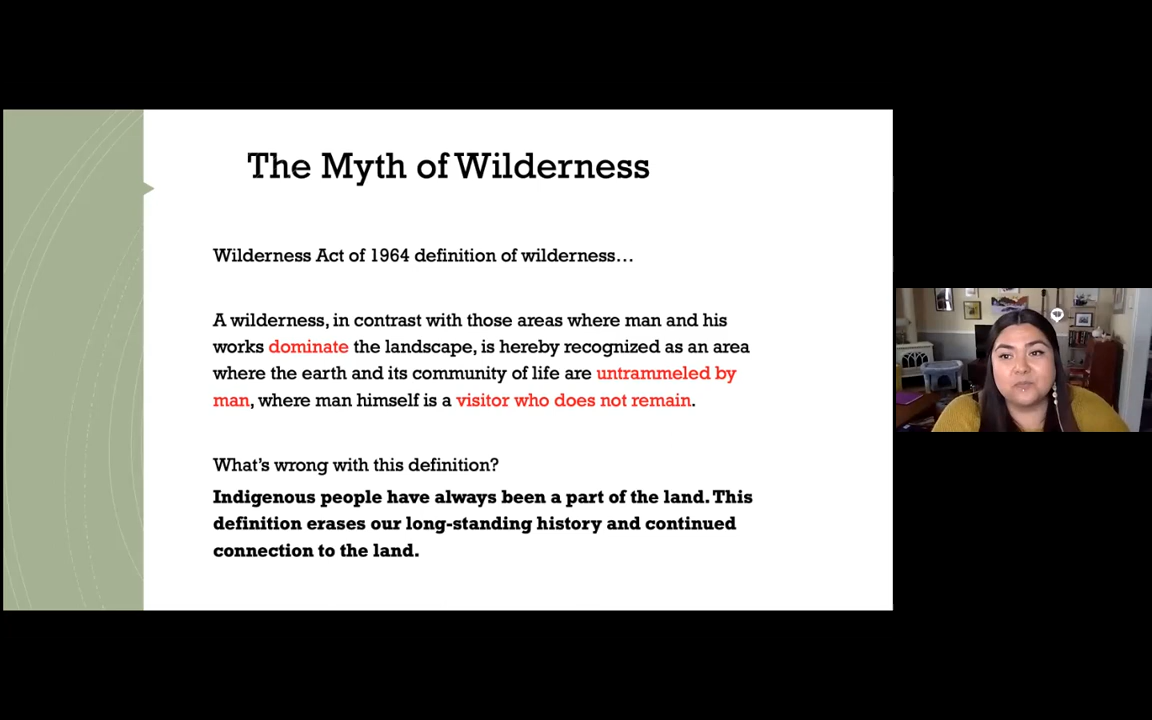 The Myth of Wilderness
Wilderness Act of 1964 definition of wilderness…
A wilderness, in contrast with those areas where man and his
works dominate the landscape, is hereby recognized as an area
where the earth and its community of life are untrammeled by
man, where man himself is a visitor who does not remain.
What's wrong with this definition?
Indigenous people have always been a part of the land. This
definition erases our long-standing history and continued
connection to the land.